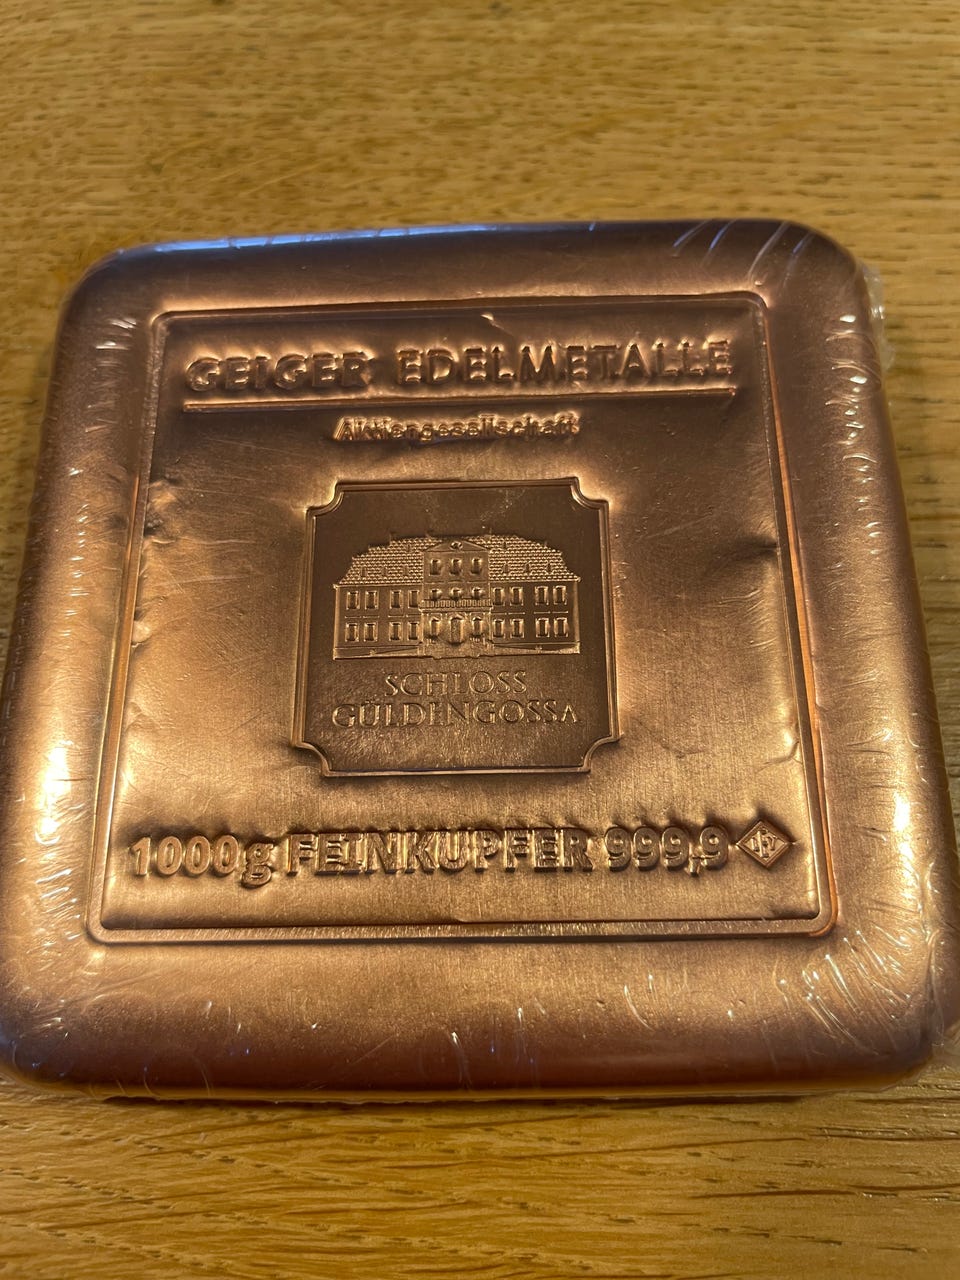 GEIGER EDELMETALLE
Aktiengesellschaft
SCHLOSS
GÜLDENGOSSA
1000g FEINKUPFER 999,9